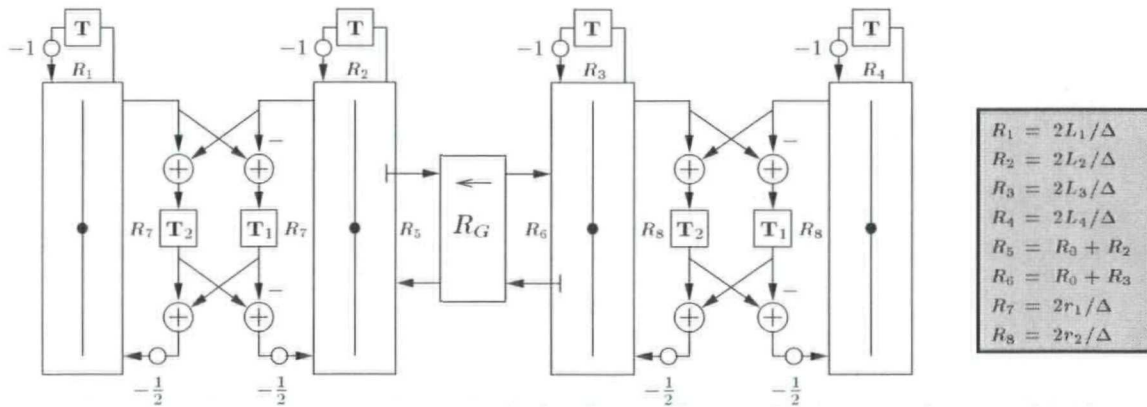 T T T T
−1 −1 −1 −1
R₁ R₂ R₃ R₄
− −
+ + + +
R₇ T₂ T₁ R₇ R₅ R_G R₆ R₈ T₂ T₁ R₈
− −
+ + + +
−½ −½ −½ −½
R₁ = 2L₁/Δ
R₂ = 2L₂/Δ
R₃ = 2L₃/Δ
R₄ = 2L₄/Δ
R₅ = R₀ + R₂
R₆ = R₀ + R₃
R₇ = 2r₁/Δ
R₈ = 2r₂/Δ